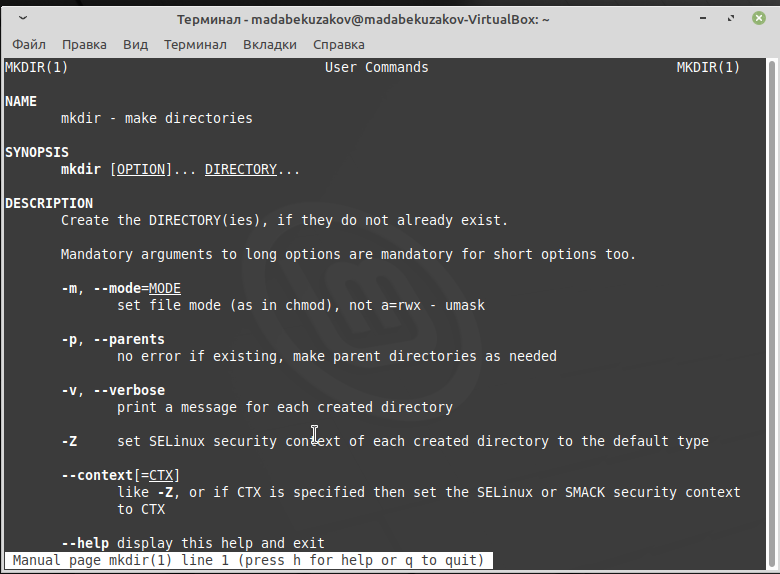 Терминал - madabekuzakov@madabekuzakov-VirtualBox: ~
Файл Правка Вид Терминал Вкладки Справка
MKDIR(1) User Commands MKDIR(1)
NAME
mkdir - make directories
SYNOPSIS
mkdir [OPTION]... DIRECTORY...
DESCRIPTION
Create the DIRECTORY(ies), if they do not already exist.
Mandatory arguments to long options are mandatory for short options too.
-m, --mode=MODE
set file mode (as in chmod), not a=rwx - umask
-p, --parents
no error if existing, make parent directories as needed
-v, --verbose
print a message for each created directory
-Z set SELinux security context of each created directory to the default type
--context[=CTX]
like -Z, or if CTX is specified then set the SELinux or SMACK security context
to CTX
--help display this help and exit
Manual page mkdir(1) line 1 (press h for help or q to quit)